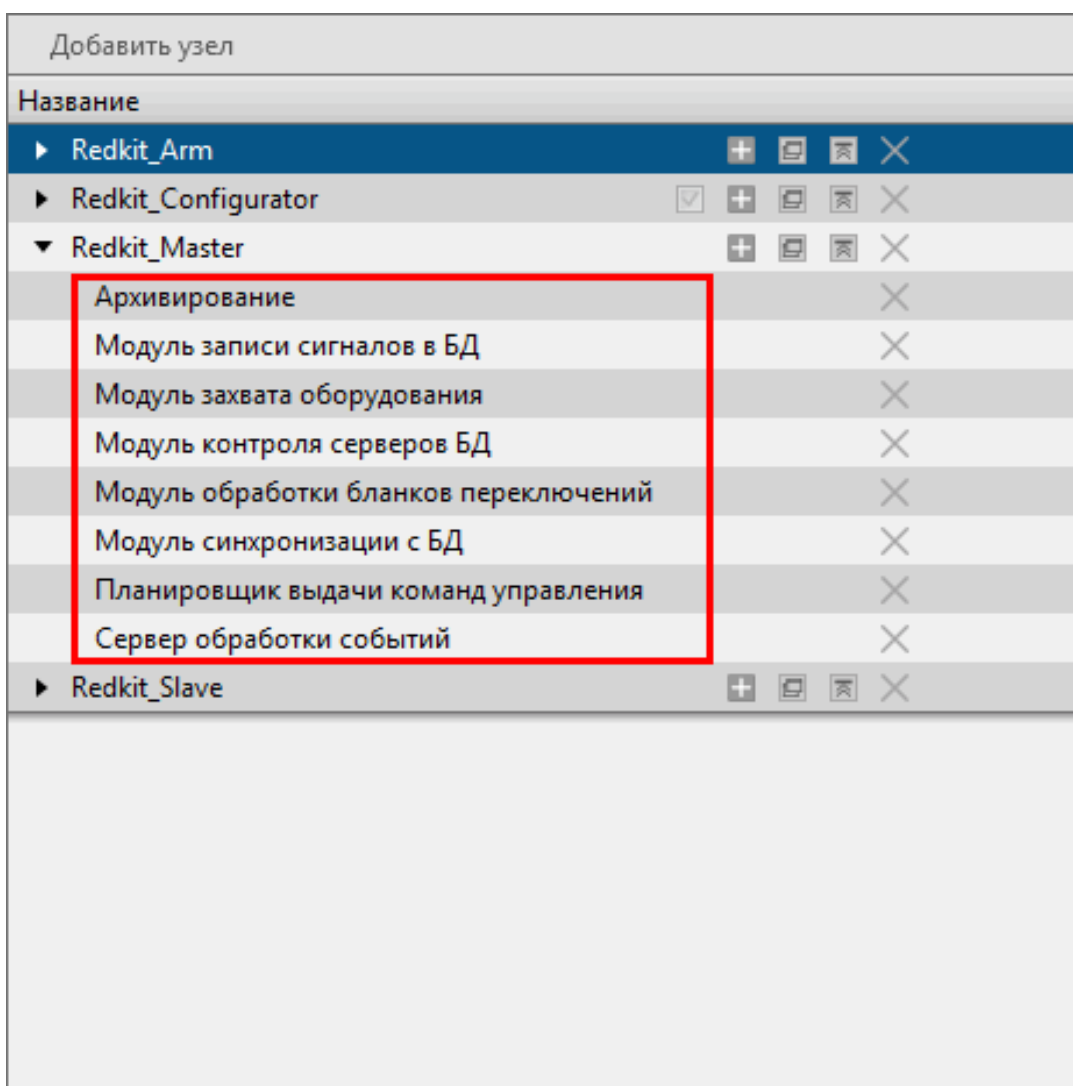 Добавить узел
Название
Redkit_Arm
Redkit_Configurator
Redkit_Master
Архивирование
Модуль записи сигналов в БД
Модуль захвата оборудования
Модуль контроля серверов БД
Модуль обработки бланков переключений
Модуль синхронизации с БД
Планировщик выдачи команд управления
Сервер обработки событий
Redkit_Slave